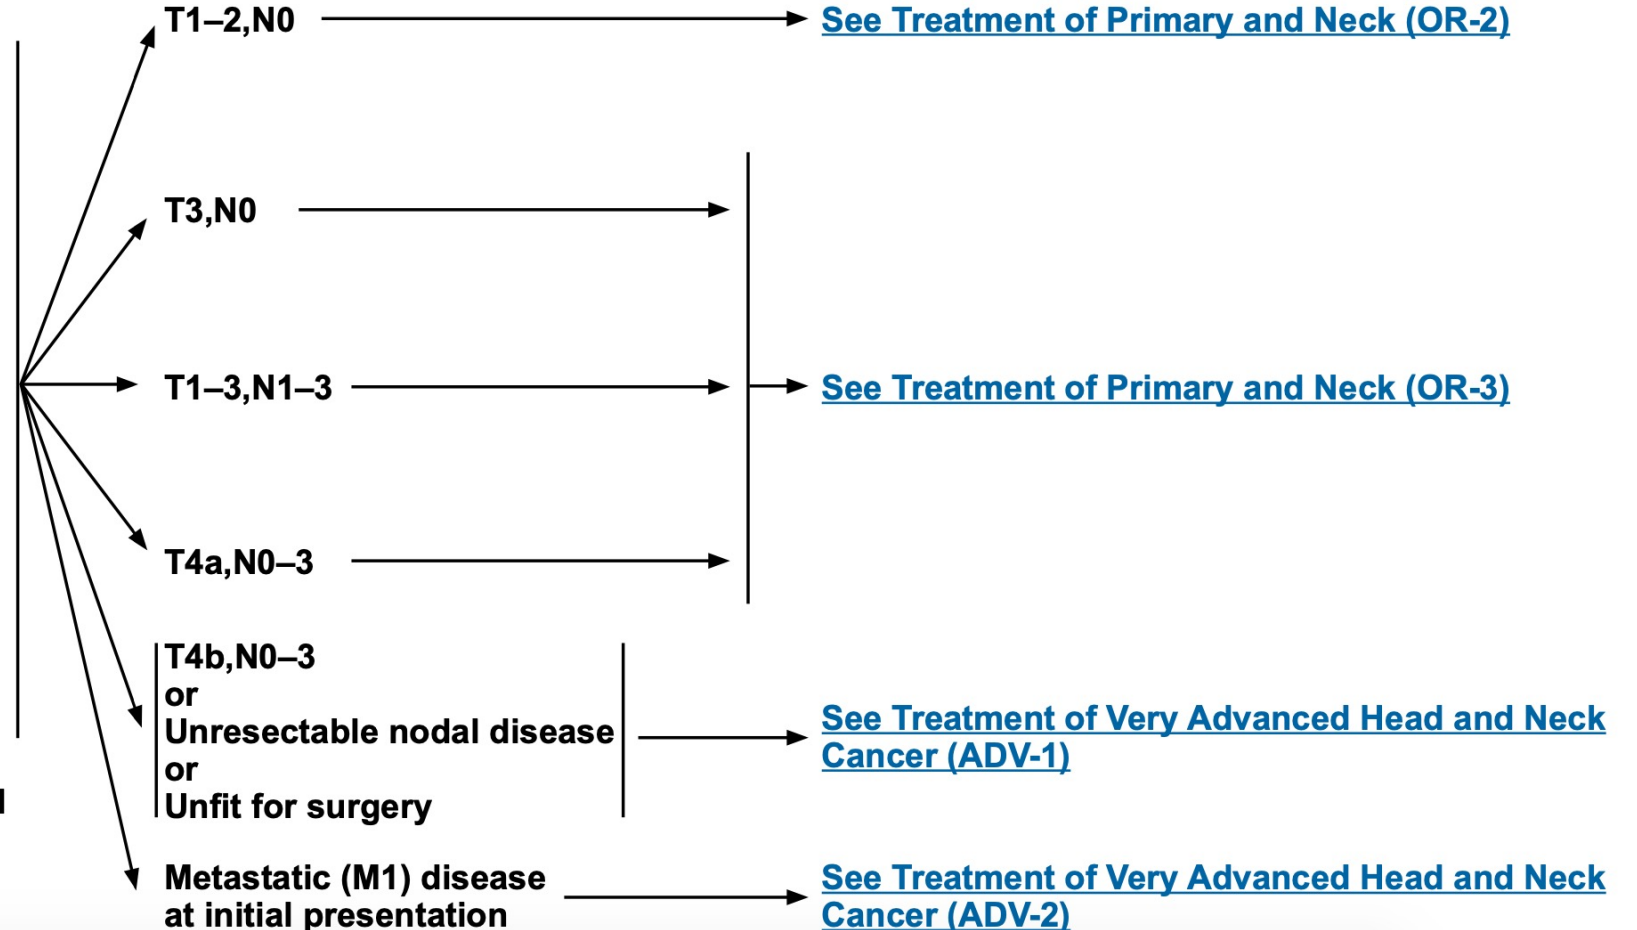 T1–2,N0
See Treatment of Primary and Neck (OR-2)
T3,N0
T1–3,N1–3
See Treatment of Primary and Neck (OR-3)
T4a,N0–3
T4b,N0–3
or
Unresectable nodal disease
or
Unfit for surgery
See Treatment of Very Advanced Head and Neck
Cancer (ADV-1)
Metastatic (M1) disease
at initial presentation
See Treatment of Very Advanced Head and Neck
Cancer (ADV-2)